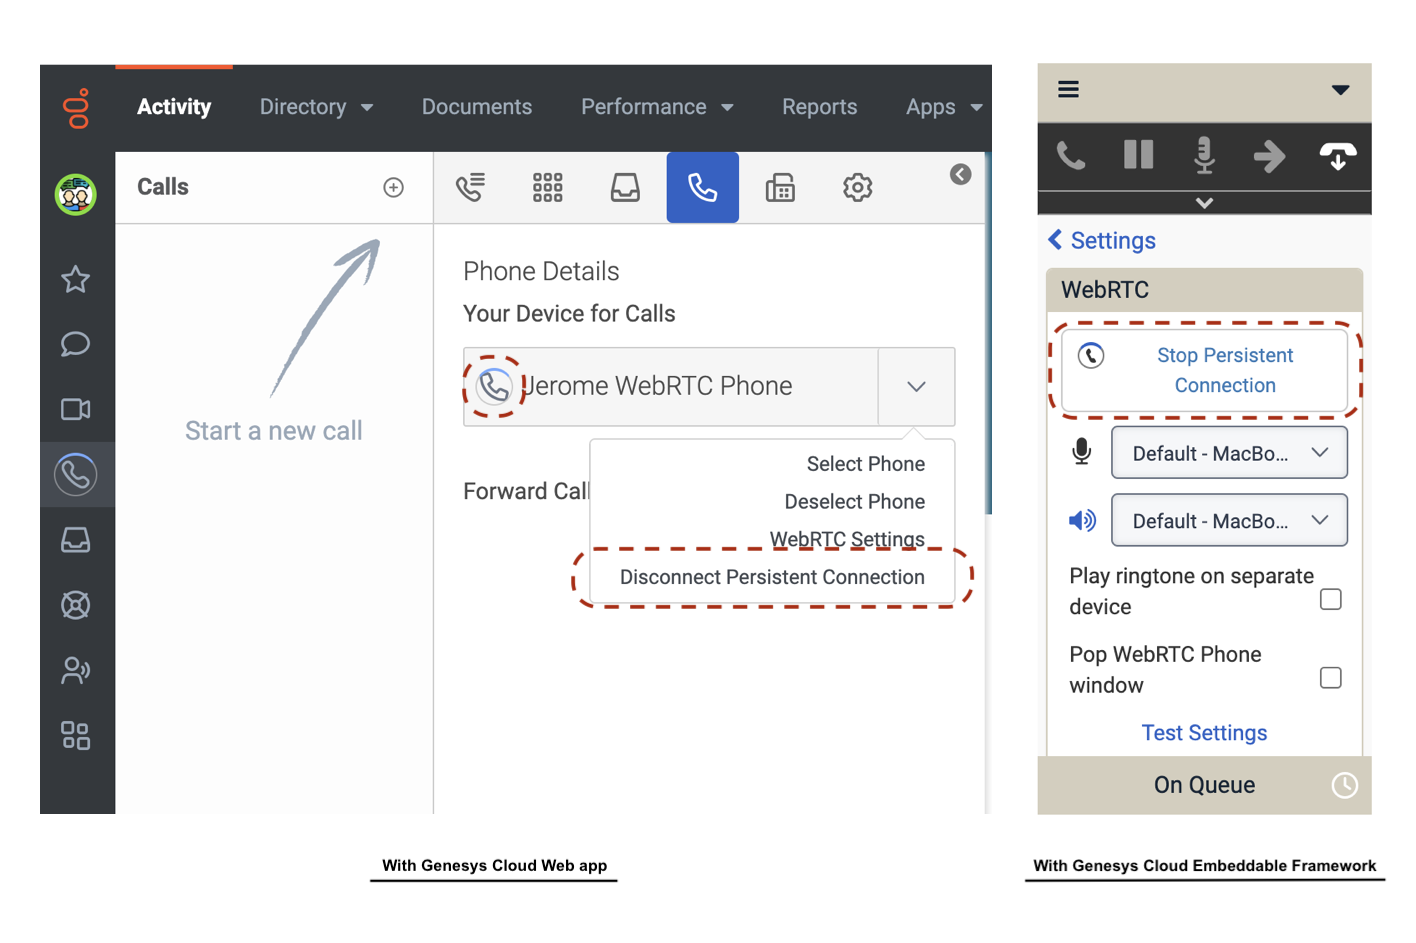 Activity
Directory
Documents
Performance
Reports
Apps
Calls
Start a new call
Phone Details
Your Device for Calls
Jerome WebRTC Phone
Select Phone
Deselect Phone
WebRTC Settings
Disconnect Persistent Connection
Forward Call
With Genesys Cloud Web app
Settings
WebRTC
Stop Persistent
Connection
Default - MacBo...
Default - MacBo...
Play ringtone on separate
device
Pop WebRTC Phone
window
Test Settings
On Queue
With Genesys Cloud Embeddable Framework